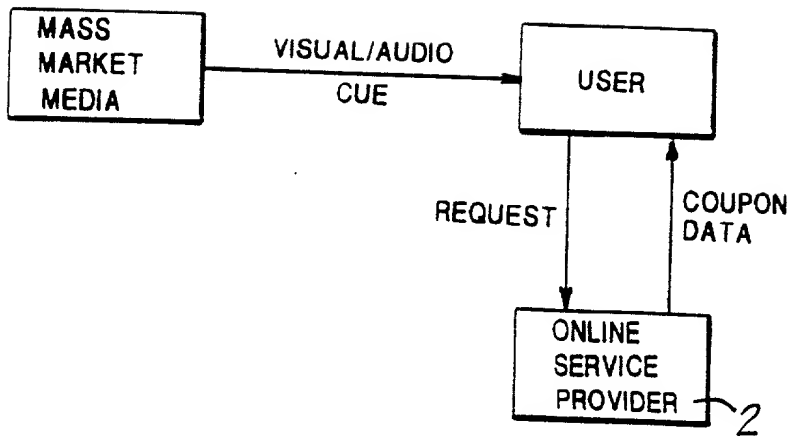 MASS
MARKET
MEDIA
VISUAL/AUDIO
CUE
USER
REQUEST
COUPON
DATA
ONLINE
SERVICE
PROVIDER
2